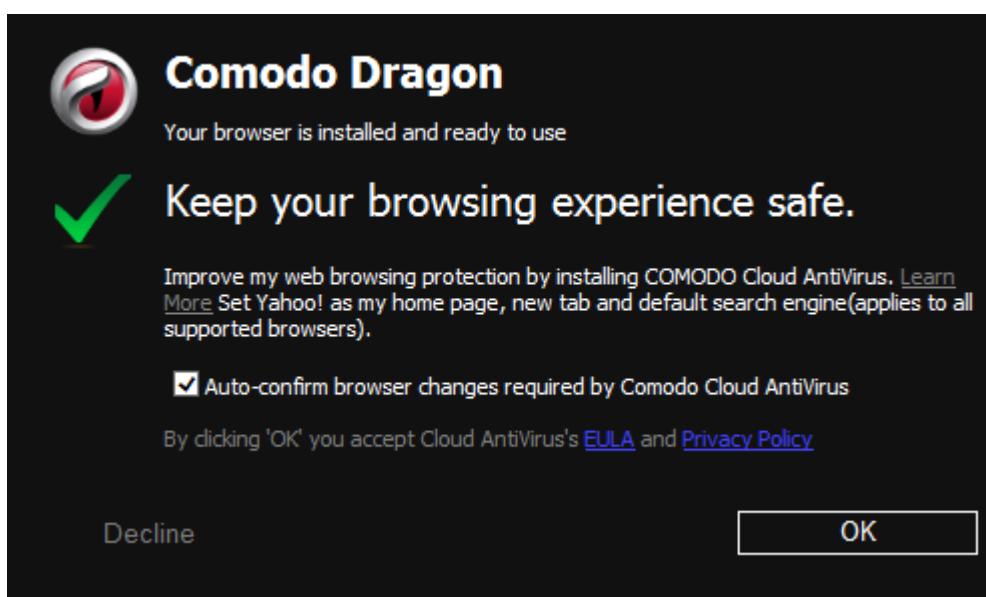 Comodo Dragon
Your browser is installed and ready to use
Keep your browsing experience safe.
Improve my web browsing protection by installing COMODO Cloud AntiVirus. Learn
More Set Yahoo! as my home page, new tab and default search engine(applies to all
supported browsers).
Auto-confirm browser changes required by Comodo Cloud AntiVirus
By clicking 'OK' you accept Cloud AntiVirus's EULA and Privacy Policy
Decline
OK